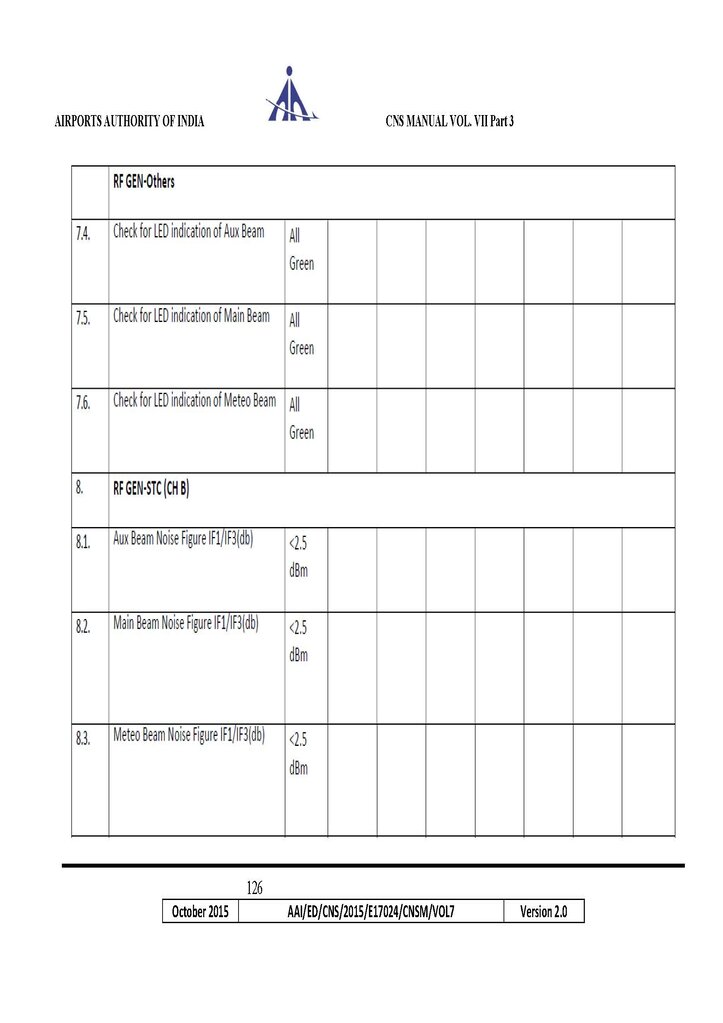 AIRPORTS AUTHORITY OF INDIA CNS MANUAL VOL. VII Part 3
RF GEN-Others
7.4. Check for LED indication of Aux Beam All
Green
7.5. Check for LED indication of Main Beam All
Green
7.6. Check for LED indication of Meteo Beam All
Green
8. RF GEN-STC (CH B)
8.1. Aux Beam Noise Figure IF1/IF3(db) <2.5
dBm
8.2. Main Beam Noise Figure IF1/IF3(db) <2.5
dBm
8.3. Meteo Beam Noise Figure IF1/IF3(db) <2.5
dBm
126
October 2015 AAI/ED/CNS/2015/E17024/CNSM/VOL7 Version 2.0